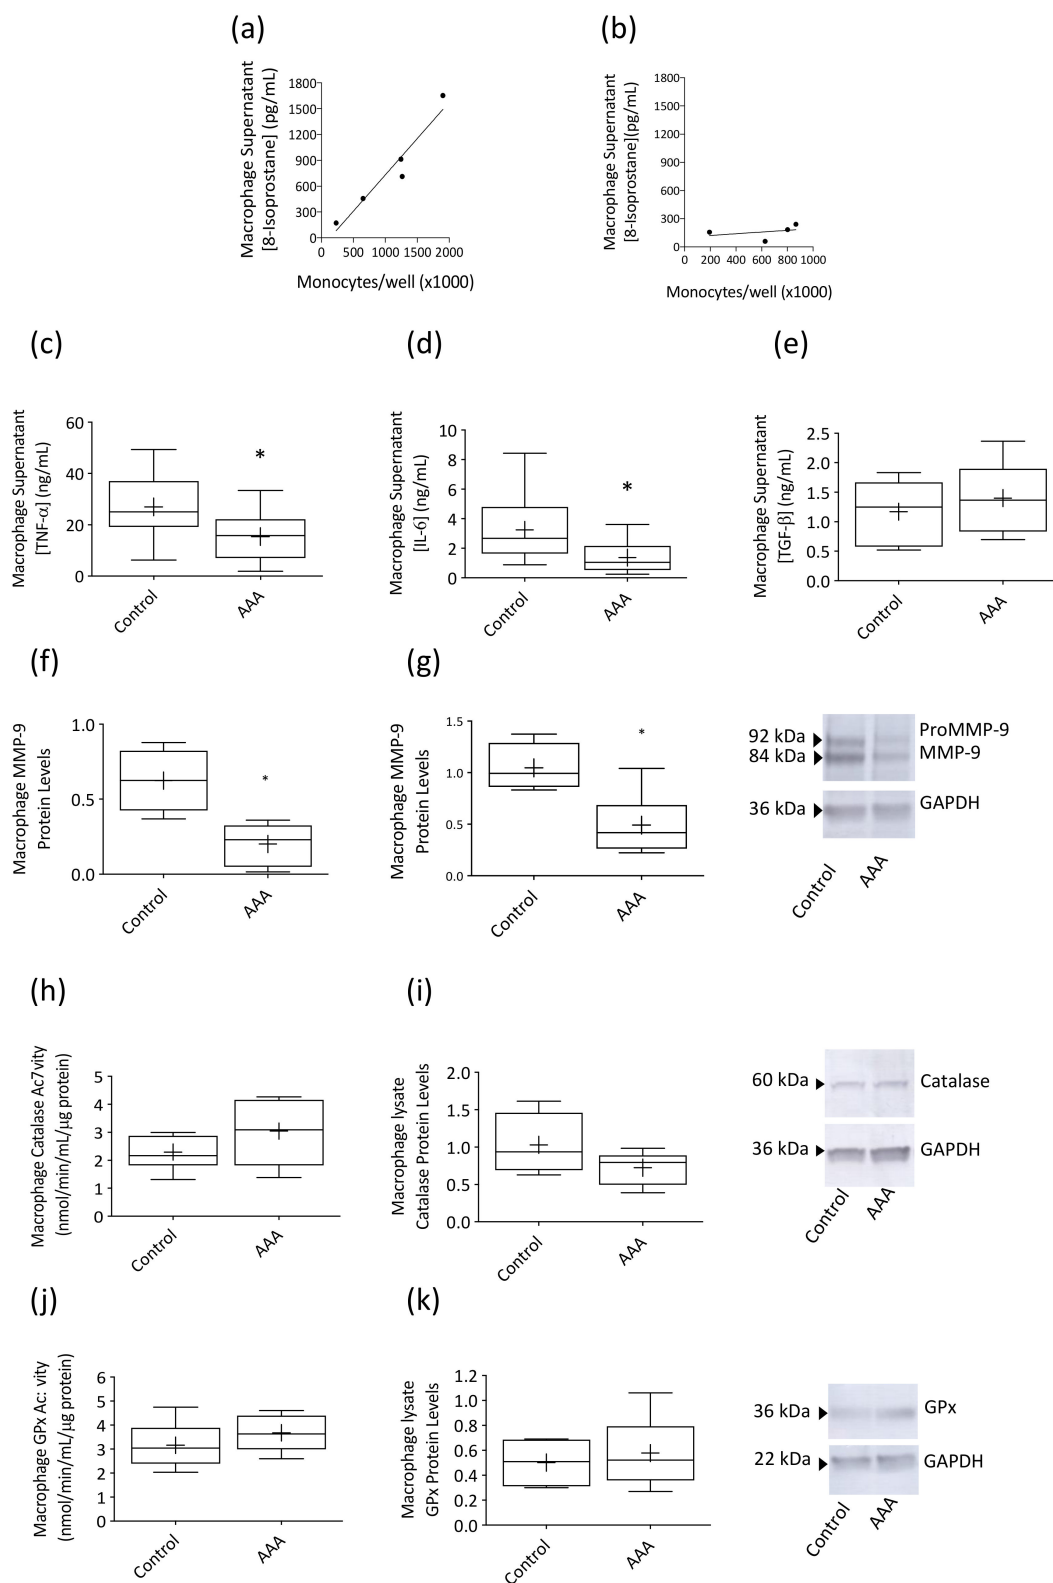 (a)
(b)
Macrophage Supernatant
[8-Isoprostane] (pg/mL)
1800
1500
1200
900
600
300
0
0 500 1000 1500 2000
Monocytes/well (x1000)
Macrophage Supernatant
[8-Isoprostane](pg/mL)
1800
1500
1200
900
600
300
0
0 200 400 600 800 1000
Monocytes/well (x1000)
(c)
(d)
(e)
Macrophage Supernatant
[TNF-α] (ng/mL)
60
40
20
0
*
Control
AAA
Macrophage Supernatant
[IL-6] (ng/mL)
10
8
6
4
2
0
*
Control
AAA
Macrophage Supernatant
[TGF-β] (ng/mL)
2.5
2.0
1.5
1.0
0.5
0.0
Control
AAA
(f)
(g)
Macrophage MMP-9
Protein Levels
1.0
0.5
0.0
*
Control
AAA
Macrophage MMP-9
Protein Levels
1.5
1.0
0.5
0.0
*
Control
AAA
92 kDa
ProMMP-9
84 kDa
MMP-9
36 kDa
GAPDH
Control
AAA
(h)
(i)
Macrophage Catalase Ac7vity
(nmol/min/mL/μg protein)
5
4
3
2
1
0
Control
AAA
Macrophage lysate
Catalase Protein Levels
2.0
1.5
1.0
0.5
0.0
Control
AAA
60 kDa
Catalase
36 kDa
GAPDH
Control
AAA
(j)
(k)
Macrophage GPx Ac: vity
(nmol/min/mL/μg protein)
6
5
4
3
2
1
0
Control
AAA
Macrophage lysate
GPx Protein Levels
1.2
1.0
0.8
0.6
0.4
0.2
0.0
Control
AAA
36 kDa
GPx
22 kDa
GAPDH
Control
AAA